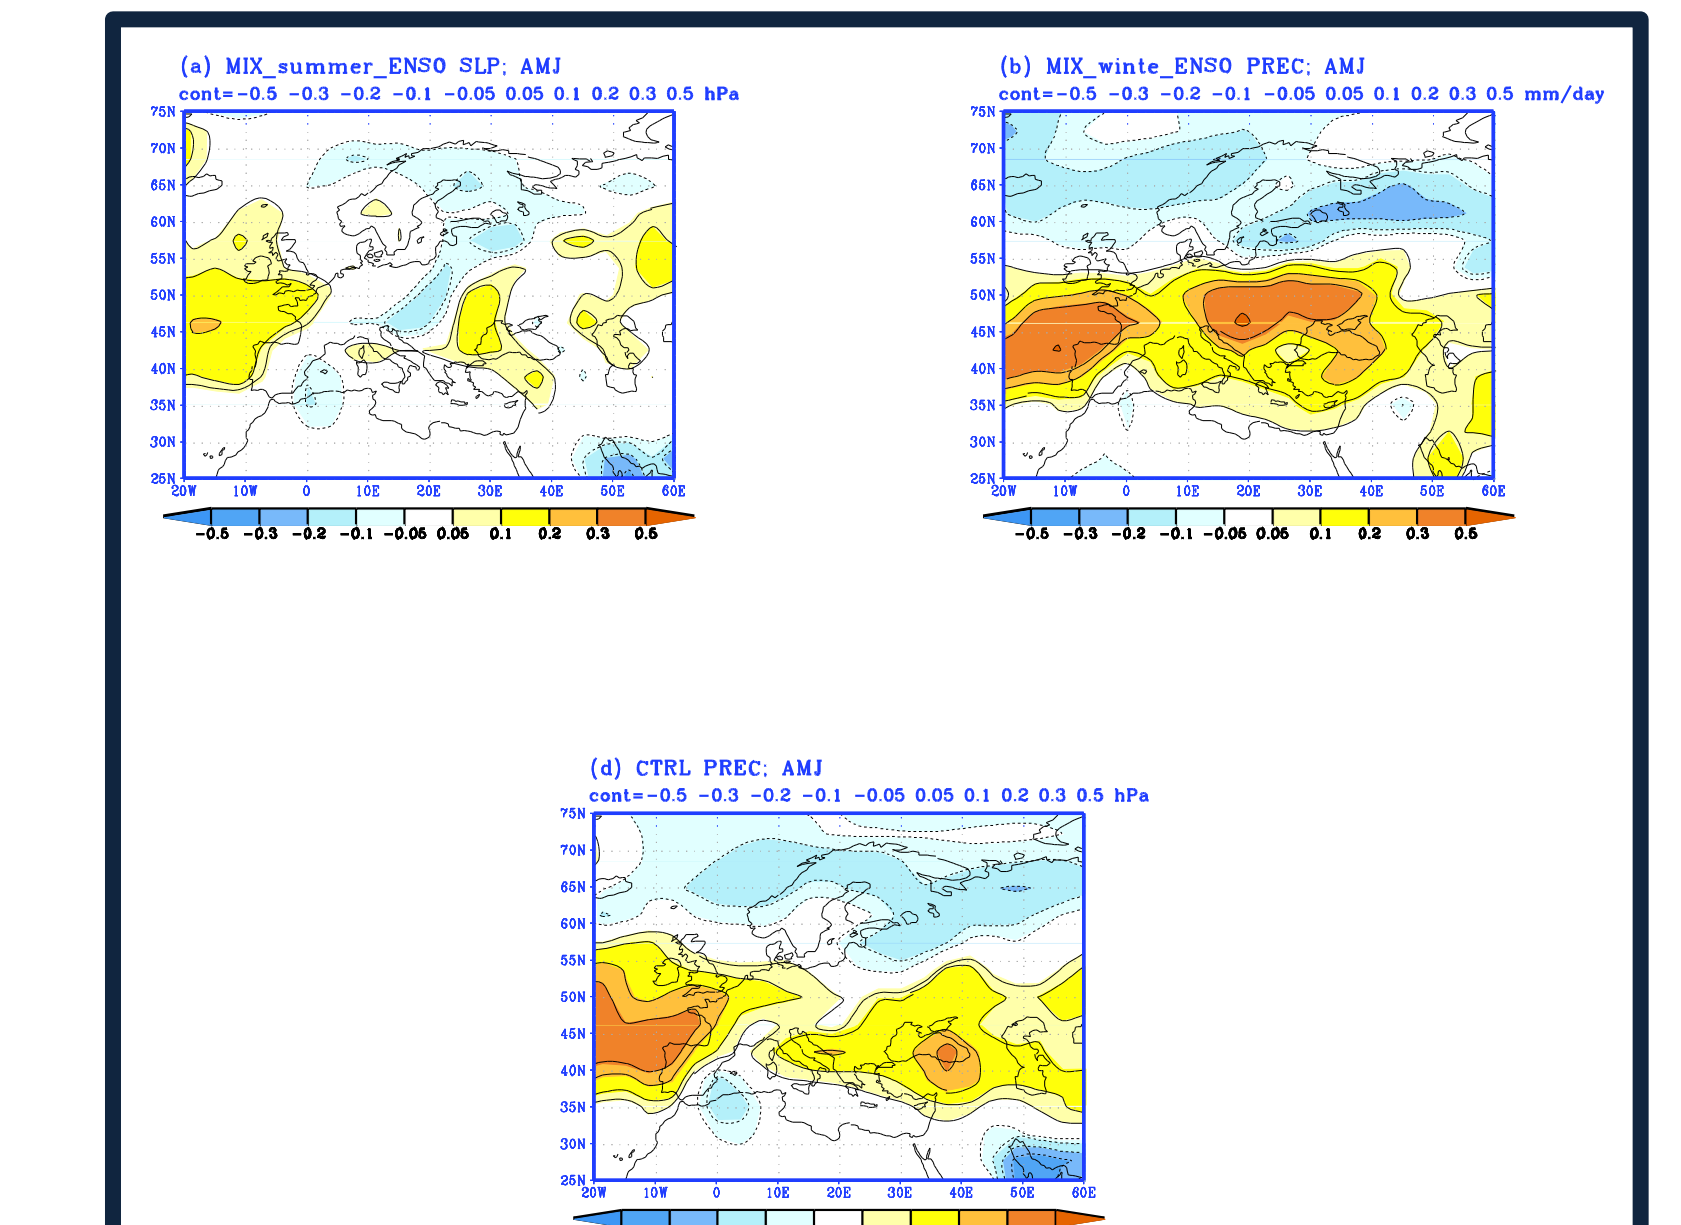 (a) MIX_summer_ENSO SLP; AMJ
cont=-0.5 -0.3 -0.2 -0.1 -0.05 0.05 0.1 0.2 0.3 0.5 hPa
75N
70N
65N
60N
55N
50N
45N
40N
35N
30N
25N
20W 10W 0 10E 20E 30E 40E 50E 60E
-0.5 -0.3 -0.2 -0.1 -0.05 0.05 0.1 0.2 0.3 0.5
(b) MIX_winte_ENSO PREC; AMJ
cont=-0.5 -0.3 -0.2 -0.1 -0.05 0.05 0.1 0.2 0.3 0.5 mm/day
75N
70N
65N
60N
55N
50N
45N
40N
35N
30N
25N
20W 10W 0 10E 20E 30E 40E 50E 60E
-0.5 -0.3 -0.2 -0.1 -0.05 0.05 0.1 0.2 0.3 0.5
(d) CTRL PREC; AMJ
cont=-0.5 -0.3 -0.2 -0.1 -0.05 0.05 0.1 0.2 0.3 0.5 hPa
75N
70N
65N
60N
55N
50N
45N
40N
35N
30N
25N
20W 10W 0 10E 20E 30E 40E 50E 60E